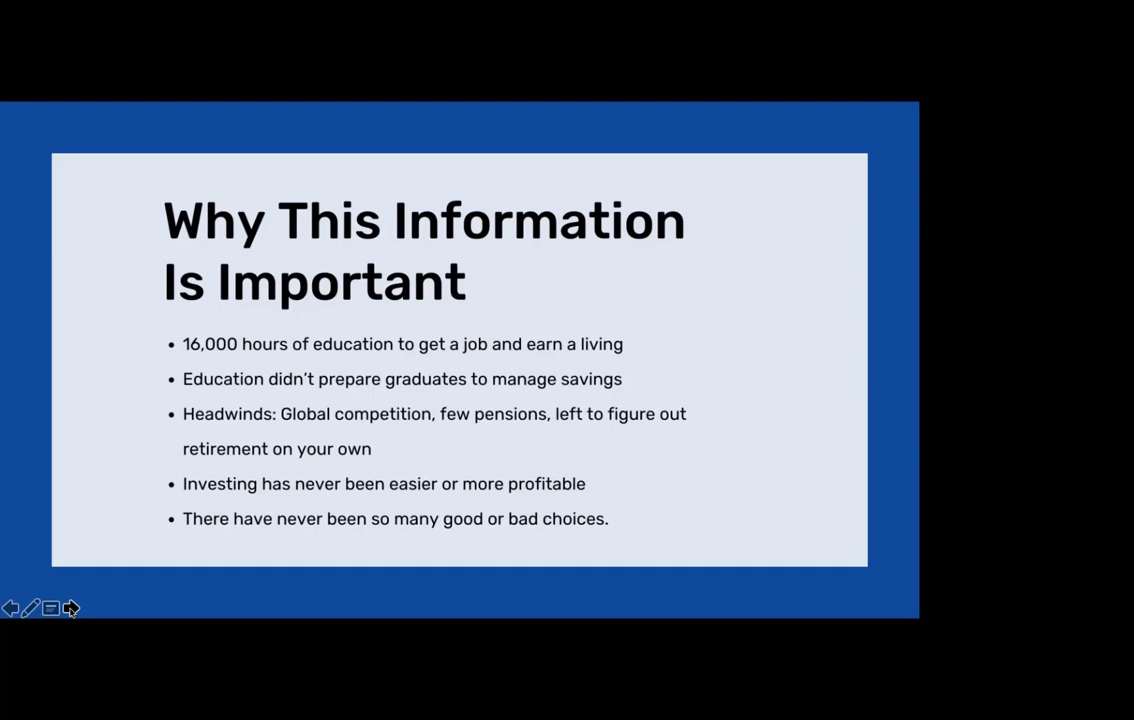 Why This Information
Is Important
• 16,000 hours of education to get a job and earn a living
• Education didn’t prepare graduates to manage savings
• Headwinds: Global competition, few pensions, left to figure out
retirement on your own
• Investing has never been easier or more profitable
• There have never been so many good or bad choices.